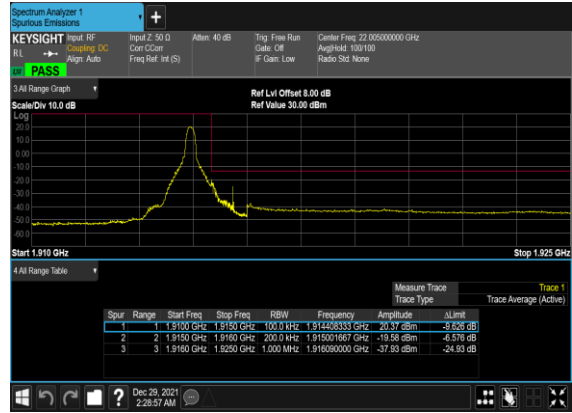 Spectrum Analyzer 1
Spurious Emissions
KEYSIGHT Input: RF Input Z: 50 Ω Atten: 40 dB Trig: Free Run Center Freq: 22.005000000 GHz
RL Coupling: DC Corr CCorr Gate: Off Avg|Hold: 100/100
Align: Auto Freq Ref: Int (S) IF Gain: Low Radio Std: None
LW PASS
3 All Range Graph
Ref Lvl Offset 8.00 dB
Scale/Div 10.0 dB Ref Value 30.00 dBm
Log
20.0
10.0
0.00
-10.0
-20.0
-30.0
-40.0
-50.0
-60.0
Start 1.910 GHz Stop 1.925 GHz
4 All Range Table
Measure Trace Trace 1
Trace Type Trace Average (Active)
Spur Range Start Freq Stop Freq RBW Frequency Amplitude ΔLimit
1 1 1.9100 GHz 1.9150 GHz 100.0 kHz 1.914408333 GHz 20.37 dBm -9.626 dB
2 2 1.9150 GHz 1.9160 GHz 200.0 kHz 1.915001667 GHz -19.58 dBm -6.576 dB
3 3 1.9160 GHz 1.9250 GHz 1.000 MHz 1.916090000 GHz -37.93 dBm -24.93 dB
Dec 29, 2021
2:28:57 AM